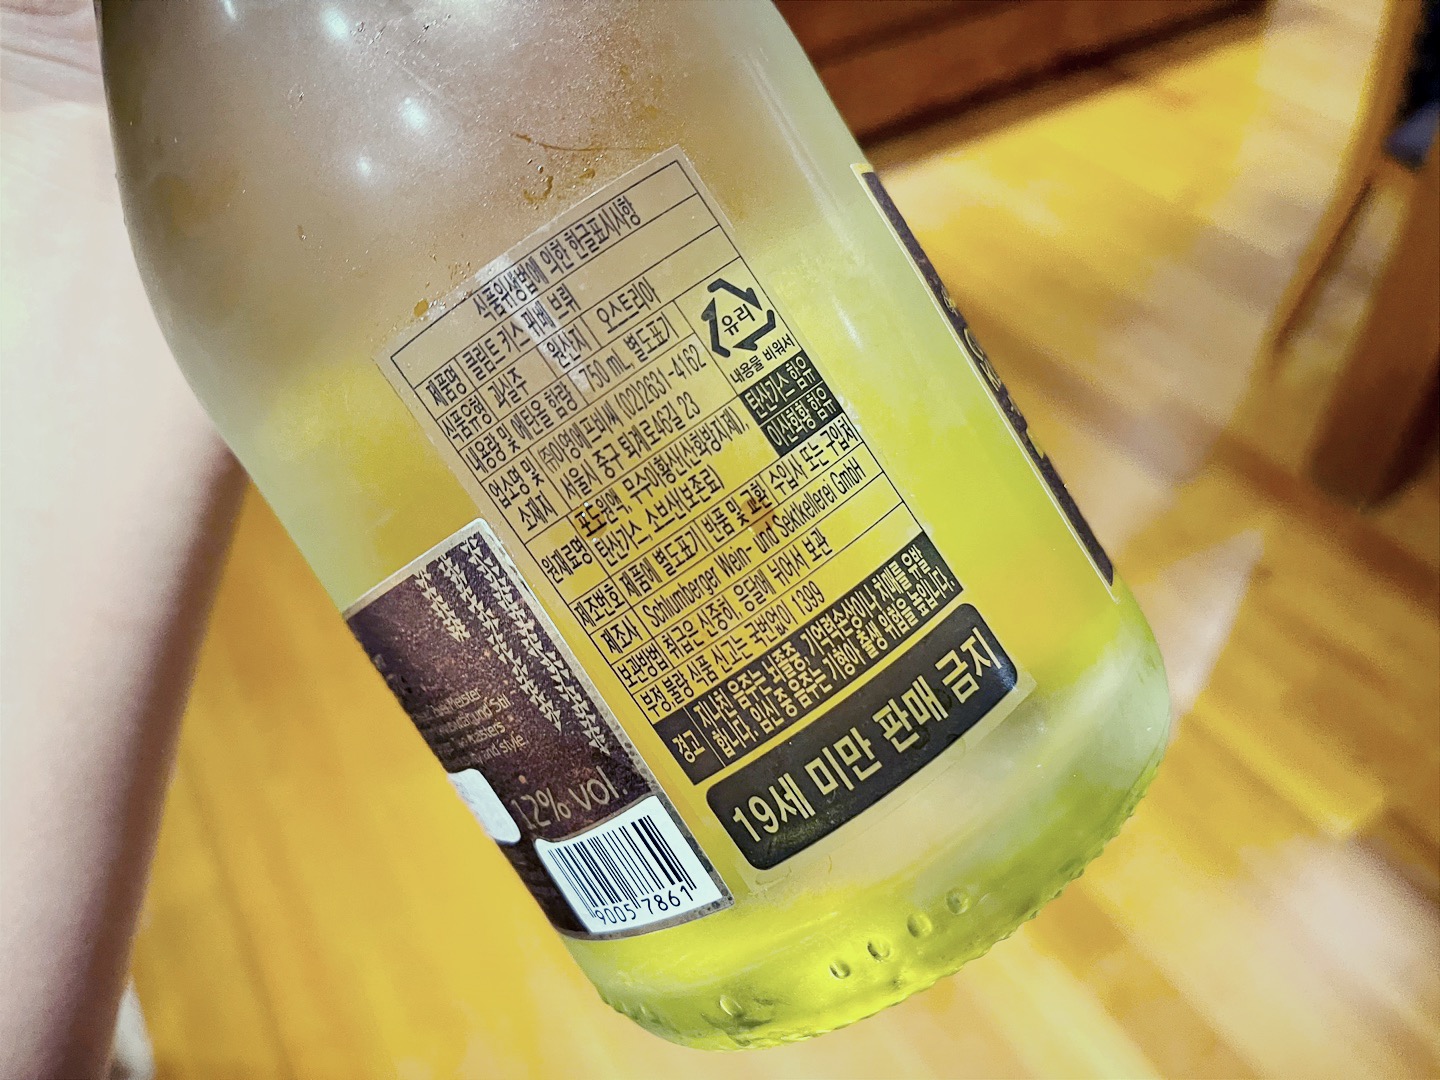 식품위생법에 의한 한글표시사항
제품명 클림트 키스 뀌베 브뤼
식품유형 과실주 원산지 오스트리아
내용량 및 에탄올 함량 750 mL, 별도표기
업소명 및 소재지 ㈜아영에프비씨 (02)2631-4162
서울시 중구 퇴계로46길 23
원재료명 포도원액, 무수아황산(산화방지제)
탄산가스, 소브산(보존료)
제조번호 제품에 별도표기 반품 및 교환 수입사 또는 구입처
제조사 Schlumberger Wein- und Sektkellerei GmbH
보관방법 취급은 신중히, 응달에 뉘어서 보관
부정·불량 식품 신고는 국번없이 1399
경고 지나친 음주는 뇌졸중, 기억력손상이나 치매를 유발
합니다. 임신 중 음주는 기형아 출생 위험을 높입니다.
19세 미만 판매 금지
유리
내용물 비워서
탄산가스 함유
이산화황 함유
and style
2% vol.
9005 7861